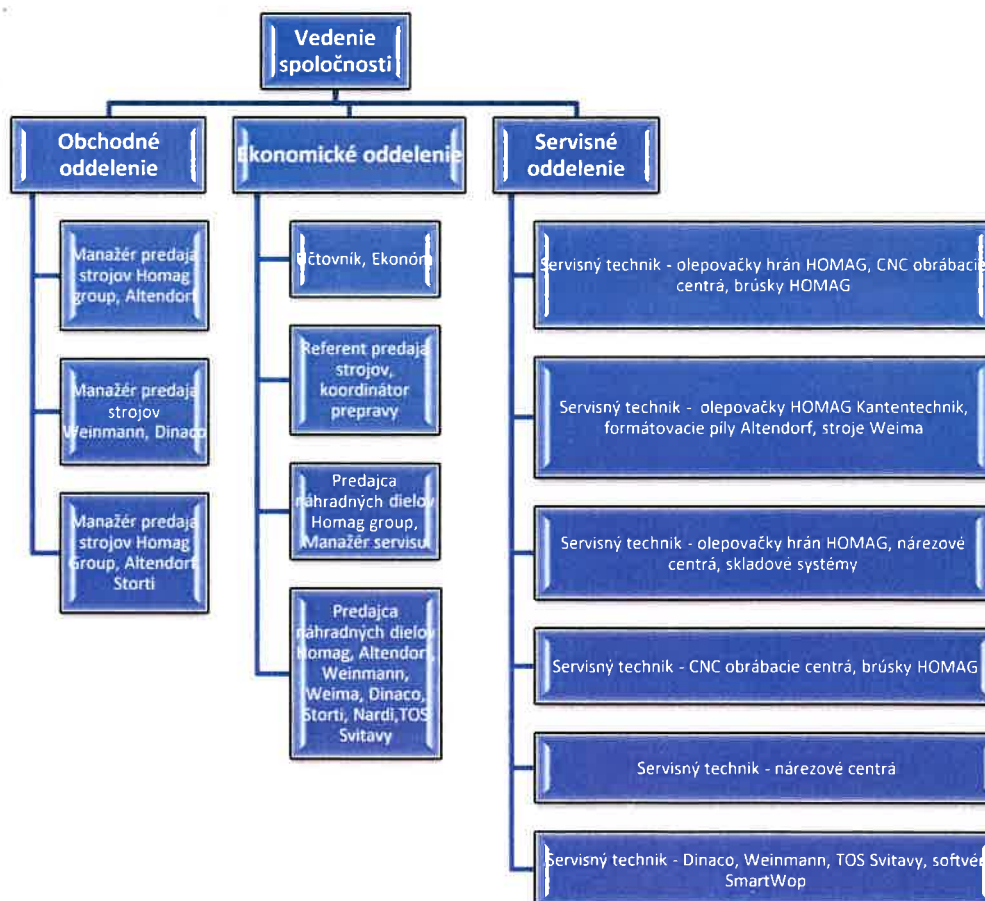 Vedenie
spoločnosti
Obchodné
oddelenie
Ekonomické oddelenie
Servisné
oddelenie
Manažér predaja
strojov Homag
group, Altendorf
Manažér predaja
strojov
Weinmann, Dinaco
Manažér predaja
strojov Homag
Group, Altendorf
Storti
Účtovník, Ekonóm
Referent predaja
strojov,
koordinátor
prepravy
Predajca
náhradných dielov
Homag group,
Manažér servisu
Predajca
náhradných dielov
Homag, Altendorf,
Weinmann,
Weima, Dinaco,
Storti, Nardi,TOS
Svitavy
Servisný technik - olepovačky hrán HOMAG, CNC obrábacie
centrá, brúsky HOMAG
Servisný technik - olepovačky HOMAG Kantentechnik,
formátovacie píly Altendorf, stroje Weima
Servisný technik - olepovačky hrán HOMAG, nárezové
centrá, skladové systémy
Servisný technik - CNC obrábacie centrá, brúsky HOMAG
Servisný technik - nárezové centrá
Servisný technik - Dinaco, Weinmann, TOS Svitavy, softvér
SmartWop